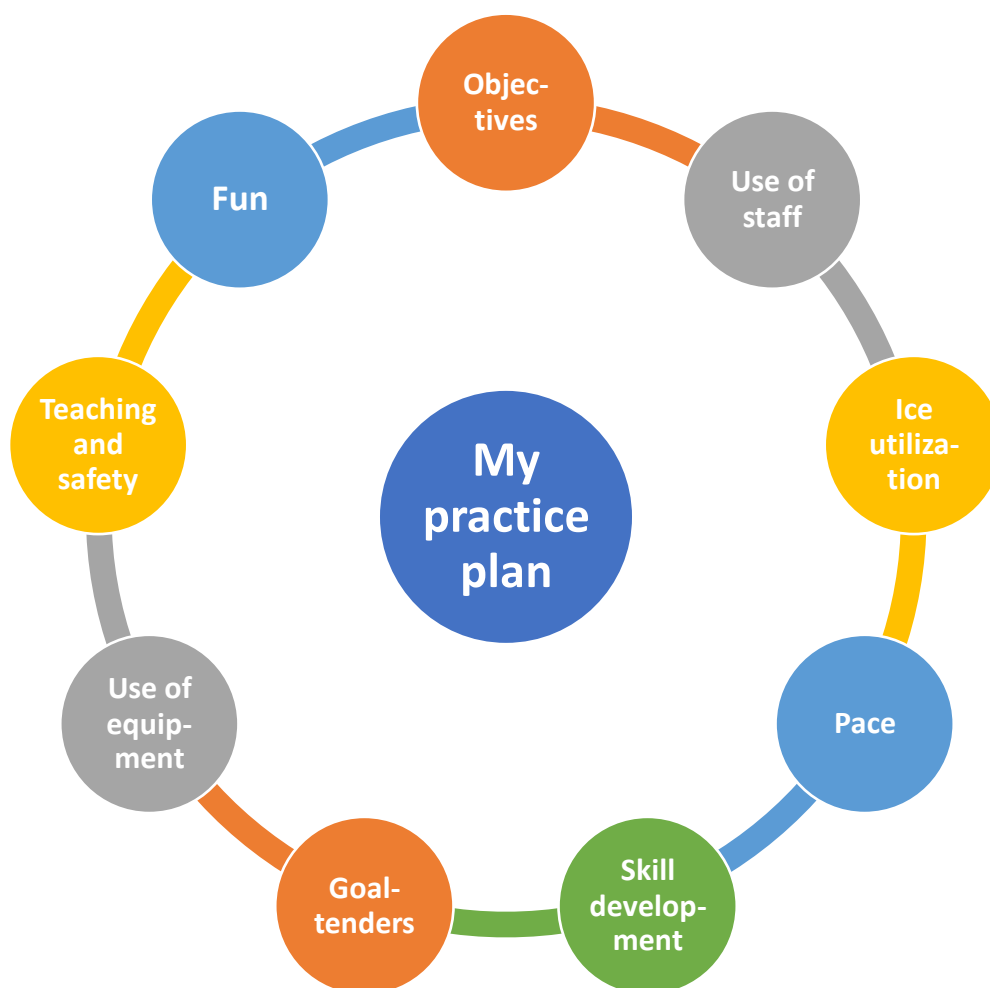 Objec-
tives
Use of
staff
Ice
utiliza-
tion
Pace
Skill
develop-
ment
Goal-
tenders
Use of
equip-
ment
Teaching
and
safety
Fun
My
practice
plan